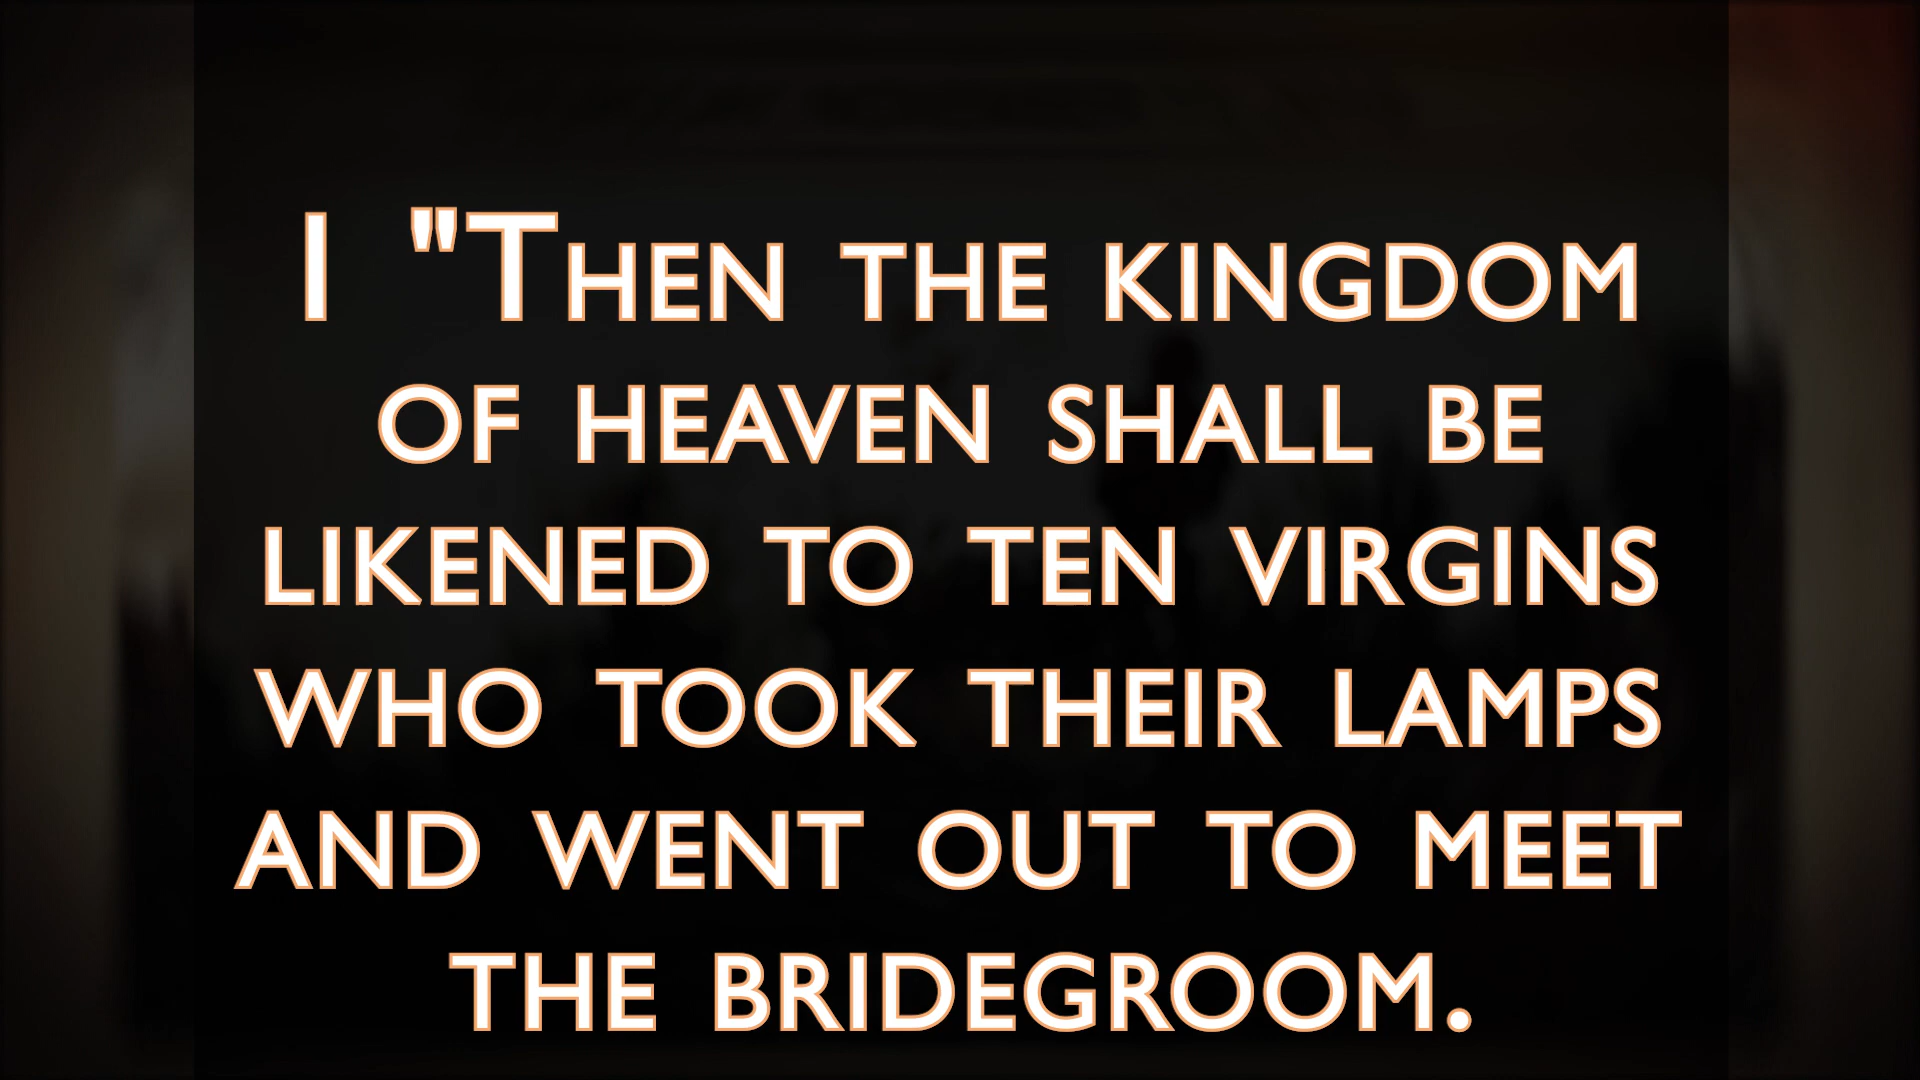 1 "Then the kingdom
of heaven shall be
likened to ten virgins
who took their lamps
and went out to meet
the bridegroom.